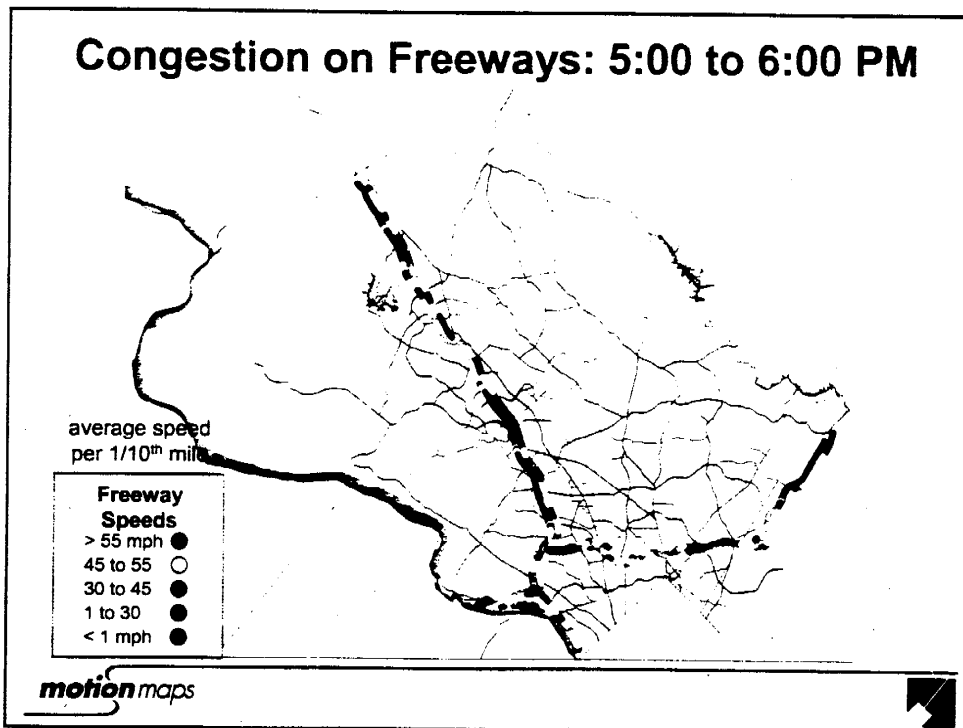 Congestion on Freeways: 5:00 to 6:00 PM
average speed
per 1/10th mile
Freeway
Speeds
> 55 mph
45 to 55
30 to 45
1 to 30
< 1 mph
motion maps